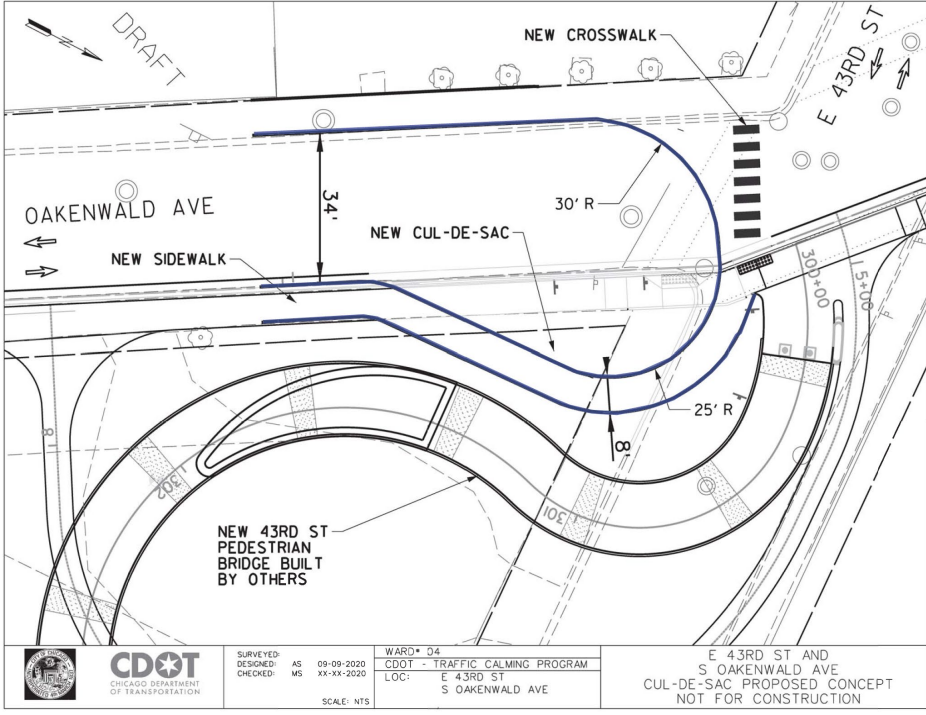 N
DRAFT
NEW CROSSWALK
E 43RD ST
30' R
34'
OAKENWALD AVE
NEW CUL-DE-SAC
NEW SIDEWALK
300+00
15+00
25' R
8'
18
302
301
NEW 43RD ST
PEDESTRIAN
BRIDGE BUILT
BY OTHERS
CDOT
CHICAGO DEPARTMENT
OF TRANSPORTATION
SURVEYED:
DESIGNED: AS 09-09-2020
CHECKED: MS XX-XX-2020
SCALE: NTS
WARD# 04
CDOT - TRAFFIC CALMING PROGRAM
LOC: E 43RD ST
S OAKENWALD AVE
E 43RD ST AND
S OAKENWALD AVE
CUL-DE-SAC PROPOSED CONCEPT
NOT FOR CONSTRUCTION